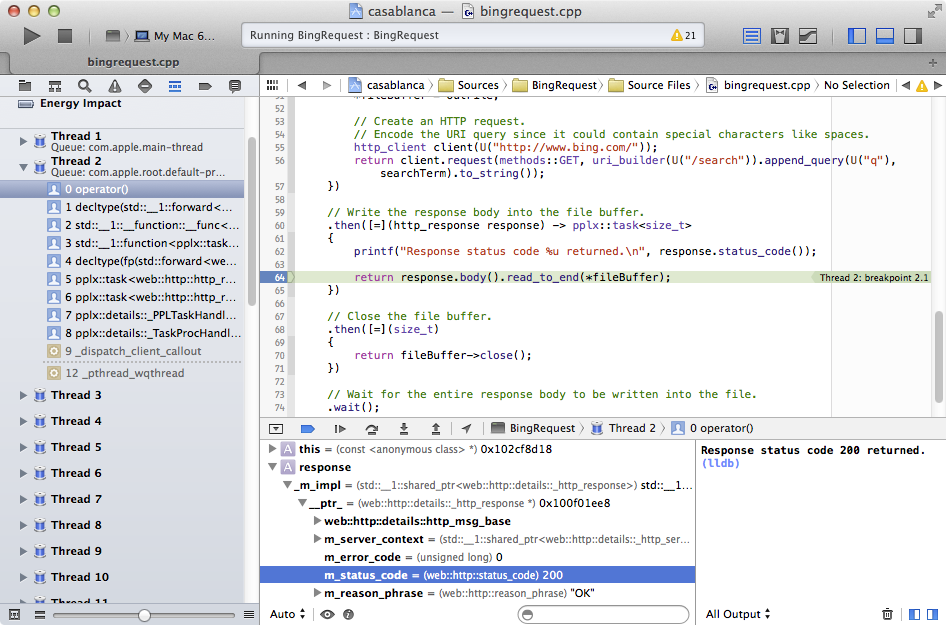 casablanca — bingrequest.cpp
My Mac 6...
Running BingRequest : BingRequest
21
bingrequest.cpp
casablanca
Sources
BingRequest
Source Files
bingrequest.cpp
No Selection
Energy Impact
Thread 1
Queue: com.apple.main-thread
Thread 2
Queue: com.apple.root.default-pr...
0 operator()
1 decltype(std::__1::forward<...
2 std::__1::__function::__func<...
3 std::__1::function<pplx::task...
4 decltype(fp(std::forward<we...
5 pplx::task<web::http::http_r...
6 pplx::task<web::http::http_r...
7 pplx::details::_PPLTaskHandl...
8 pplx::details::_TaskProcHandl...
9 _dispatch_client_callout
12 _pthread_wqthread
Thread 3
Thread 4
Thread 5
Thread 6
Thread 7
Thread 8
Thread 9
Thread 10
Thread 11
52
53 // Create an HTTP request.
54 // Encode the URI query since it could contain special characters like spaces.
55 http_client client(U("http://www.bing.com/"));
56 return client.request(methods::GET, uri_builder(U("/search")).append_query(U("q"),
searchTerm).to_string());
57 })
58
59 // Write the response body into the file buffer.
60 .then([=](http_response response) -> pplx::task<size_t>
61 {
62 printf("Response status code %u returned.\n", response.status_code());
63
64 return response.body().read_to_end(*fileBuffer);
Thread 2: breakpoint 2.1
65 })
66
67 // Close the file buffer.
68 .then([=](size_t)
69 {
70 return fileBuffer->close();
71 })
72
73 // Wait for the entire response body to be written into the file.
74 .wait();
BingRequest
Thread 2
0 operator()
A this = (const <anonymous class> *) 0x102cf8d18
A response
_m_impl = (std::__1::shared_ptr<web::http::details::_http_response>) std::__1...
__ptr_ = (web::http::details::_http_response *) 0x100f01ee8
web::http::details::http_msg_base
m_server_context = (std::__1::shared_ptr<web::http::details::_http_ser...
m_error_code = (unsigned long) 0
m_status_code = (web::http::status_code) 200
m_reason_phrase = (web::http::reason_phrase) "OK"
Auto
Response status code 200 returned.
(lldb)
All Output